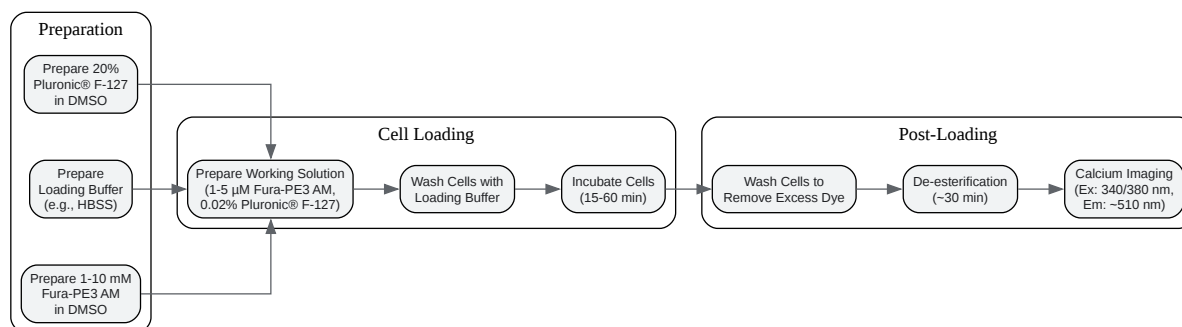 Preparation
Prepare 20%
Pluronic® F-127
in DMSO
Prepare
Loading Buffer
(e.g., HBSS)
Prepare 1-10 mM
Fura-PE3 AM
in DMSO
Cell Loading
Prepare Working Solution
(1-5 µM Fura-PE3 AM,
0.02% Pluronic® F-127)
Wash Cells with
Loading Buffer
Incubate Cells
(15-60 min)
Post-Loading
Wash Cells to
Remove Excess Dye
De-esterification
(~30 min)
Calcium Imaging
(Ex: 340/380 nm,
Em: ~510 nm)